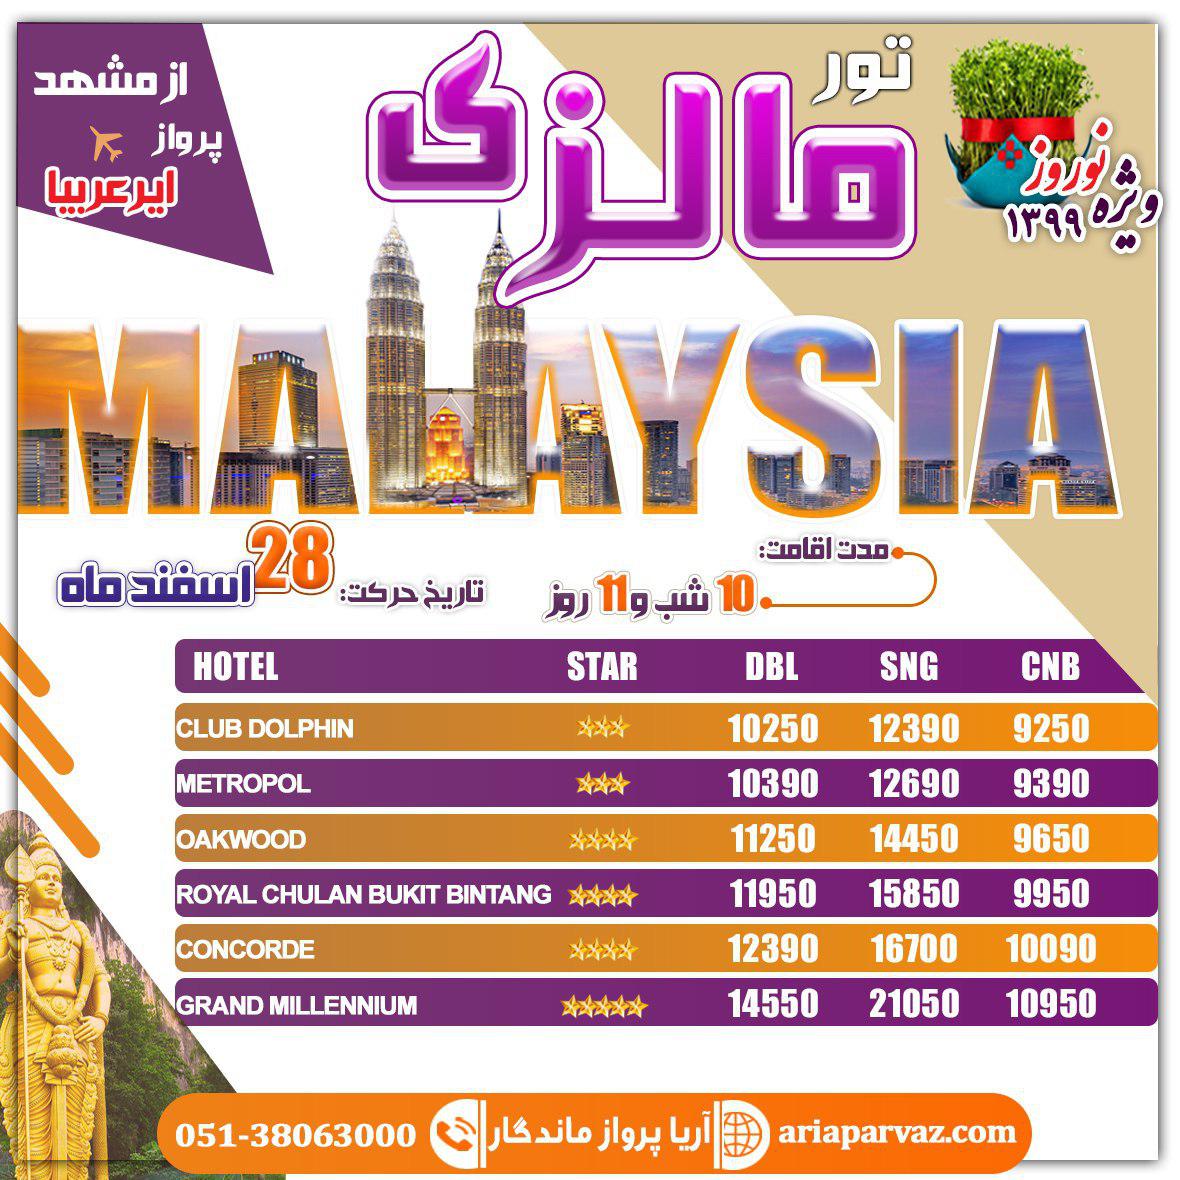 از مشهد
پرواز
ایرعربیا
تور
مالزی
ویژه نوروز
۱۳۹۹
MALAYSIA
مدت اقامت:
10 شب و 11 روز
تاریخ حرکت: 28 اسفند ماه
HOTEL STAR DBL SNG CNB
CLUB DOLPHIN 10250 12390 9250
METROPOL 10390 12690 9390
OAKWOOD 11250 14450 9650
ROYAL CHULAN BUKIT BINTANG 11950 15850 9950
CONCORDE 12390 16700 10090
GRAND MILLENNIUM 14550 21050 10950
051-38063000 آریا پرواز ماندگار ariaparvaz.com